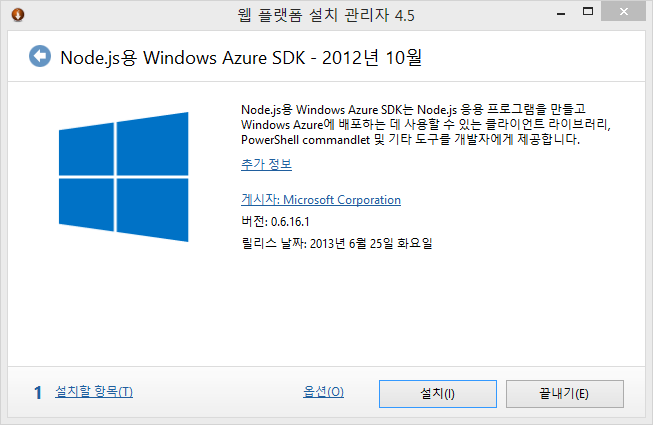 웹 플랫폼 설치 관리자 4.5
Node.js용 Windows Azure SDK - 2012년 10월
Node.js용 Windows Azure SDK는 Node.js 응용 프로그램을 만들고
Windows Azure에 배포하는 데 사용할 수 있는 클라이언트 라이브러리,
PowerShell commandlet 및 기타 도구를 개발자에게 제공합니다.
추가 정보
게시자: Microsoft Corporation
버전: 0.6.16.1
릴리스 날짜: 2013년 6월 25일 화요일
1 설치할 항목(T) 옵션(O) 설치(I) 끝내기(E)